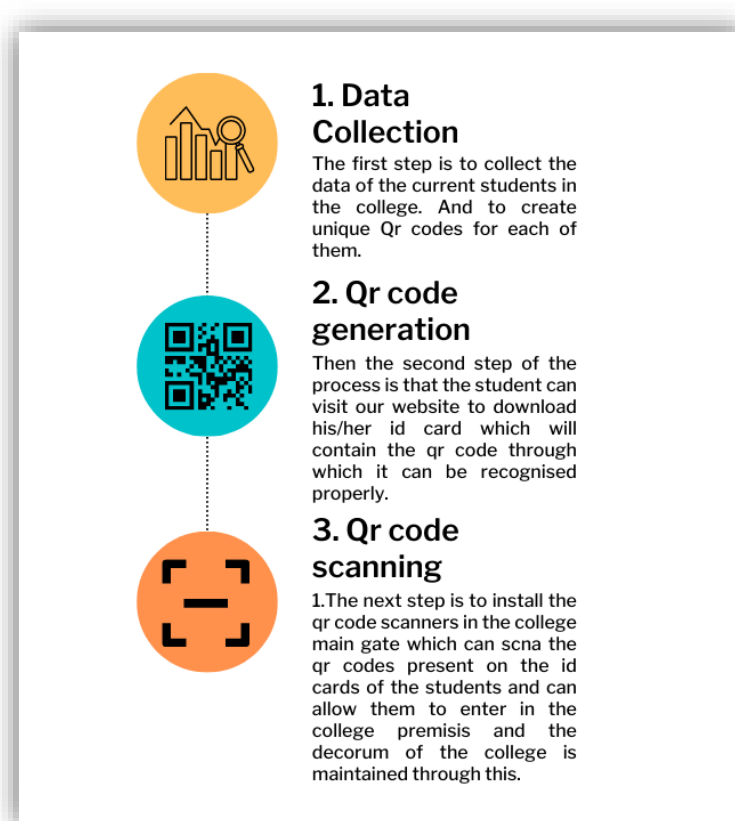 1. Data
Collection
The first step is to collect the
data of the current students in
the college. And to create
unique Qr codes for each of
them.
2. Qr code
generation
Then the second step of the
process is that the student can
visit our website to download
his/her id card which will
contain the qr code through
which it can be recognised
properly.
3. Qr code
scanning
1.The next step is to install the
qr code scanners in the college
main gate which can scna the
qr codes present on the id
cards of the students and can
allow them to enter in the
college premisis and the
decorum of the college is
maintained through this.